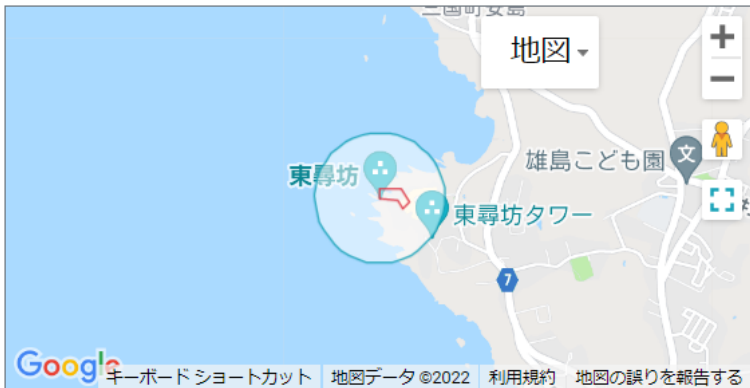 三国町安島
地図
+
−
東尋坊
雄島こども園
文
東尋坊タワー
7
Google
キーボード ショートカット
地図データ ©2022
利用規約
地図の誤りを報告する